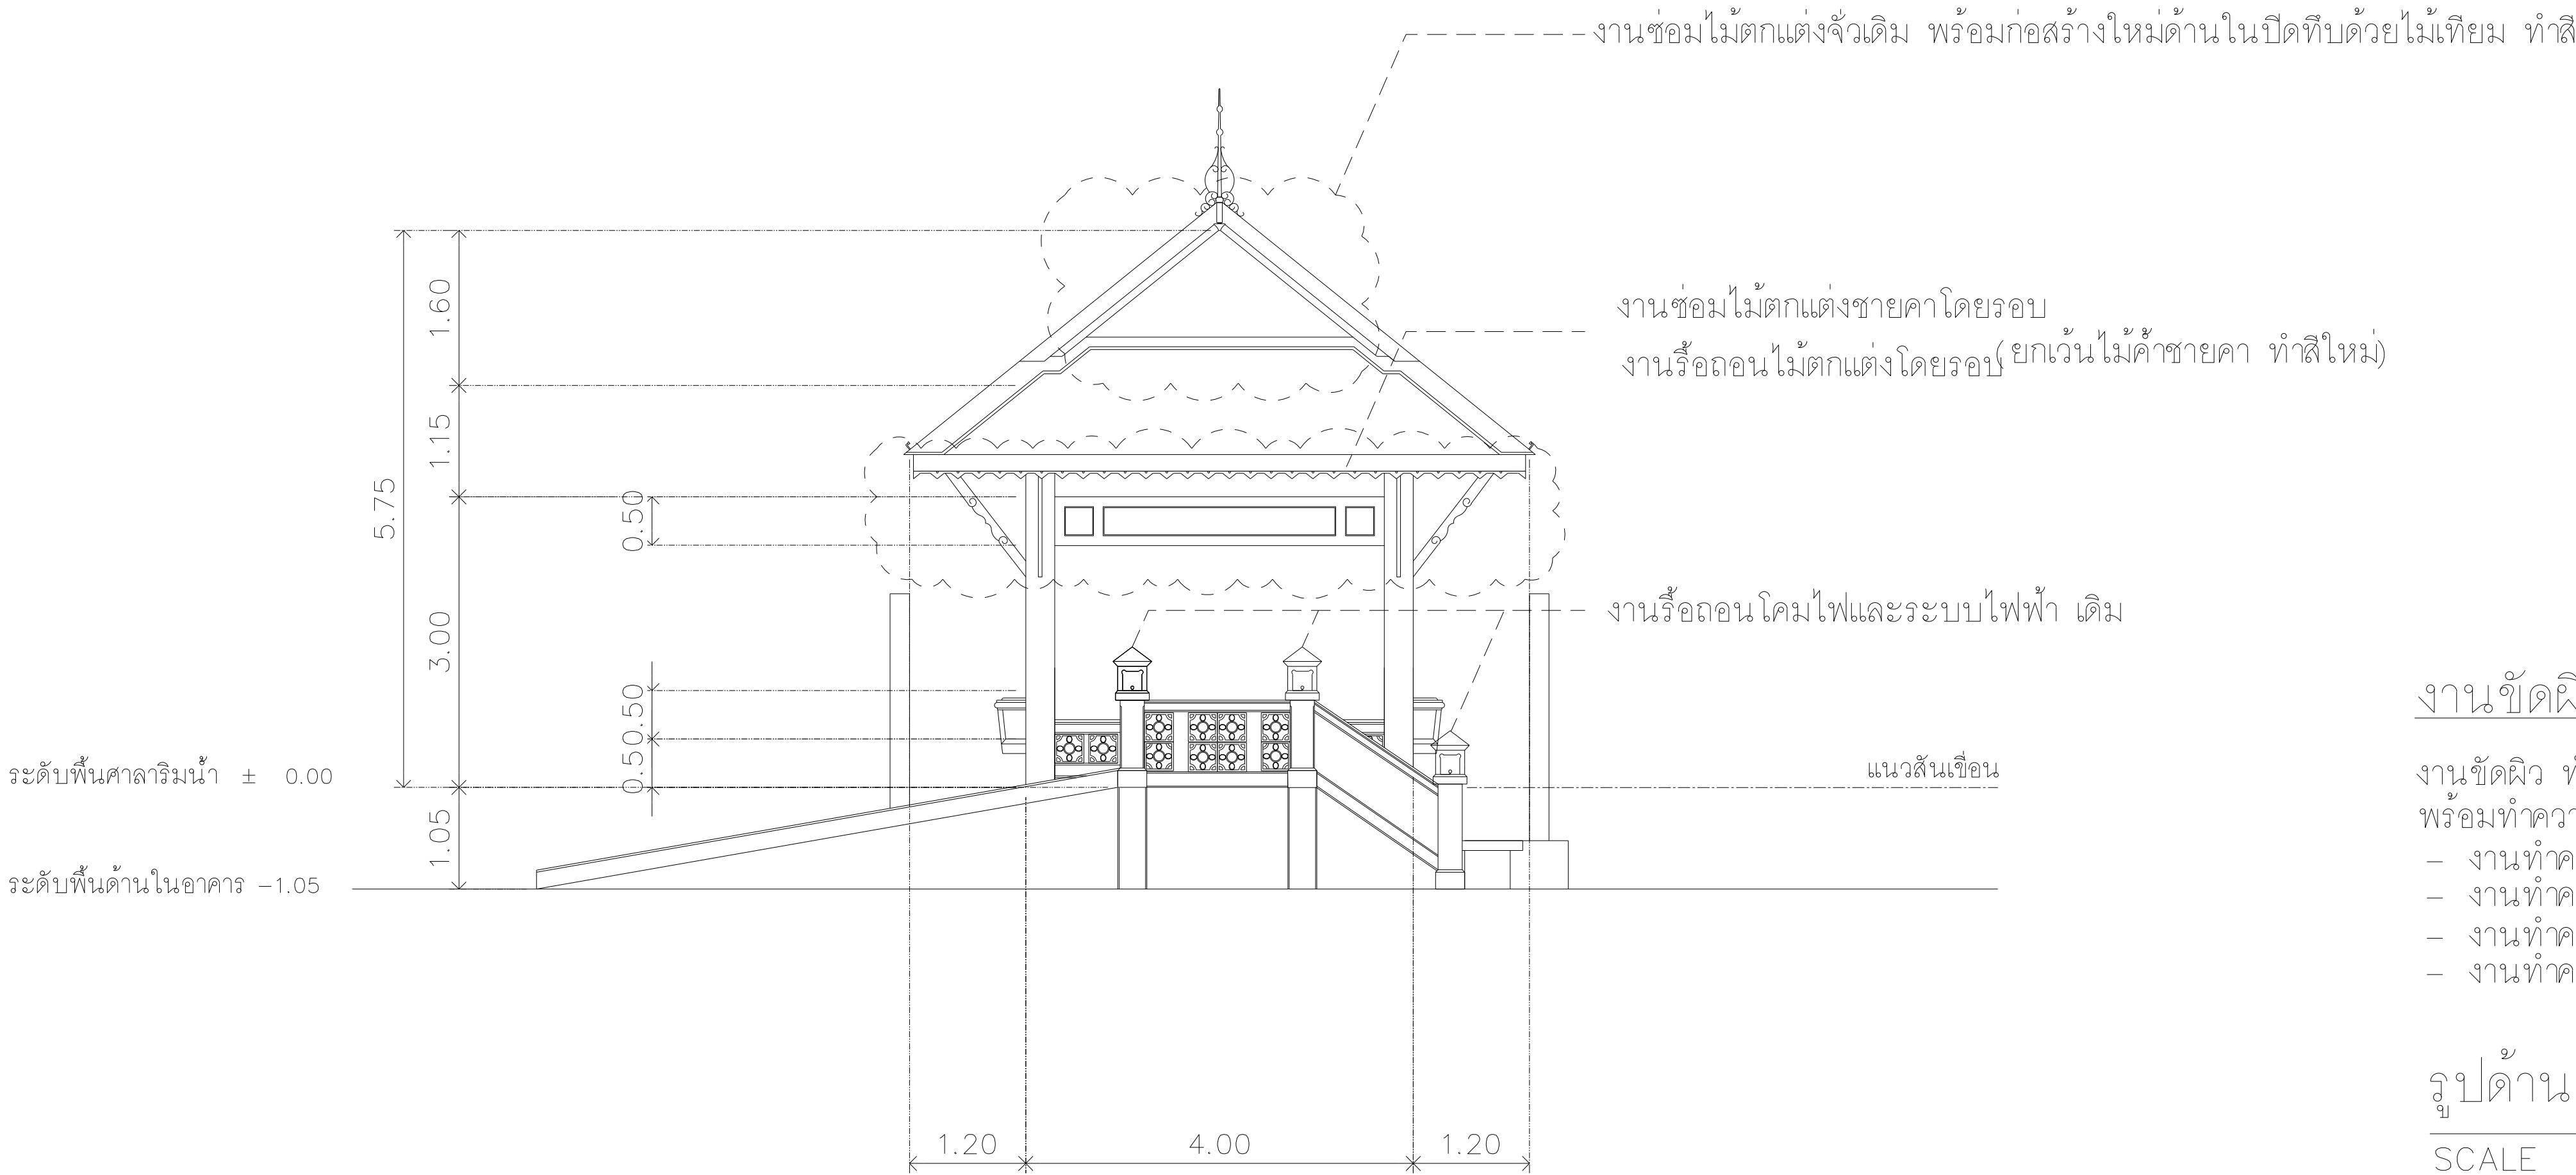 งานซ่อมไม้ตกแต่งจั่วเดิม พร้อมก่อสร้างใหม่ด้านในปิดทึบด้วยไม้เทียม ทำสี
งานซ่อมไม้ตกแต่งชายคาโดยรอบ
งานรื้อถอนไม้ตกแต่งโดยรอบ (ยกเว้นไม้ค้ำชายคา ทำสีใหม่)
1.60
1.15
5.75
0.50
3.00
0.50
0.50
1.05
งานรื้อถอนโคมไฟและระบบไฟฟ้า เดิม
ระดับพื้นศาลาริมน้ำ ± 0.00
แนวสันเขื่อน
ระดับพื้นด้านในอาคาร -1.05
1.20
4.00
1.20
งานขัดผิ
งานขัดผิว ทำ
พร้อมทำควา
- งานทำค
- งานทำค
- งานทำค
- งานทำค
รูปด้าน
SCALE